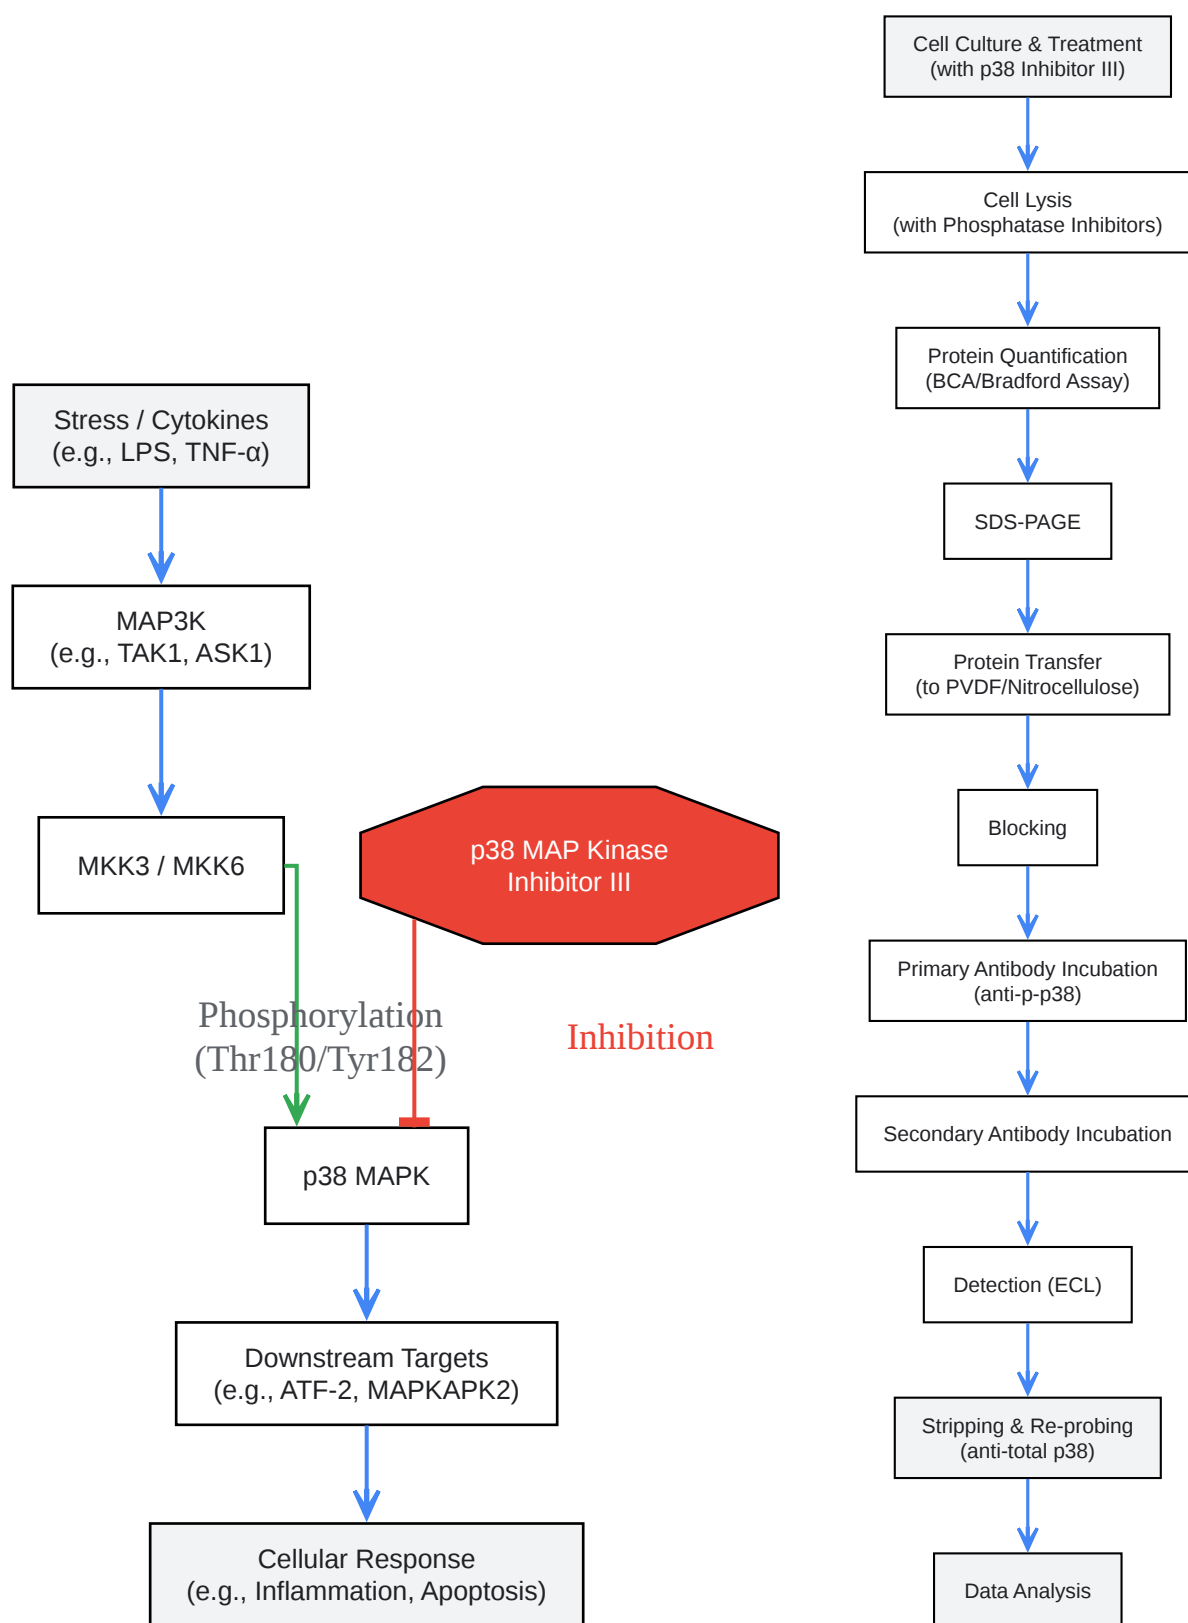 Stress / Cytokines
(e.g., LPS, TNF-α)
MAP3K
(e.g., TAK1, ASK1)
MKK3 / MKK6
p38 MAP Kinase
Inhibitor III
Phosphorylation
(Thr180/Tyr182)
Inhibition
p38 MAPK
Downstream Targets
(e.g., ATF-2, MAPKAPK2)
Cellular Response
(e.g., Inflammation, Apoptosis)
Cell Culture & Treatment
(with p38 Inhibitor III)
Cell Lysis
(with Phosphatase Inhibitors)
Protein Quantification
(BCA/Bradford Assay)
SDS-PAGE
Protein Transfer
(to PVDF/Nitrocellulose)
Blocking
Primary Antibody Incubation
(anti-p-p38)
Secondary Antibody Incubation
Detection (ECL)
Stripping & Re-probing
(anti-total p38)
Data Analysis